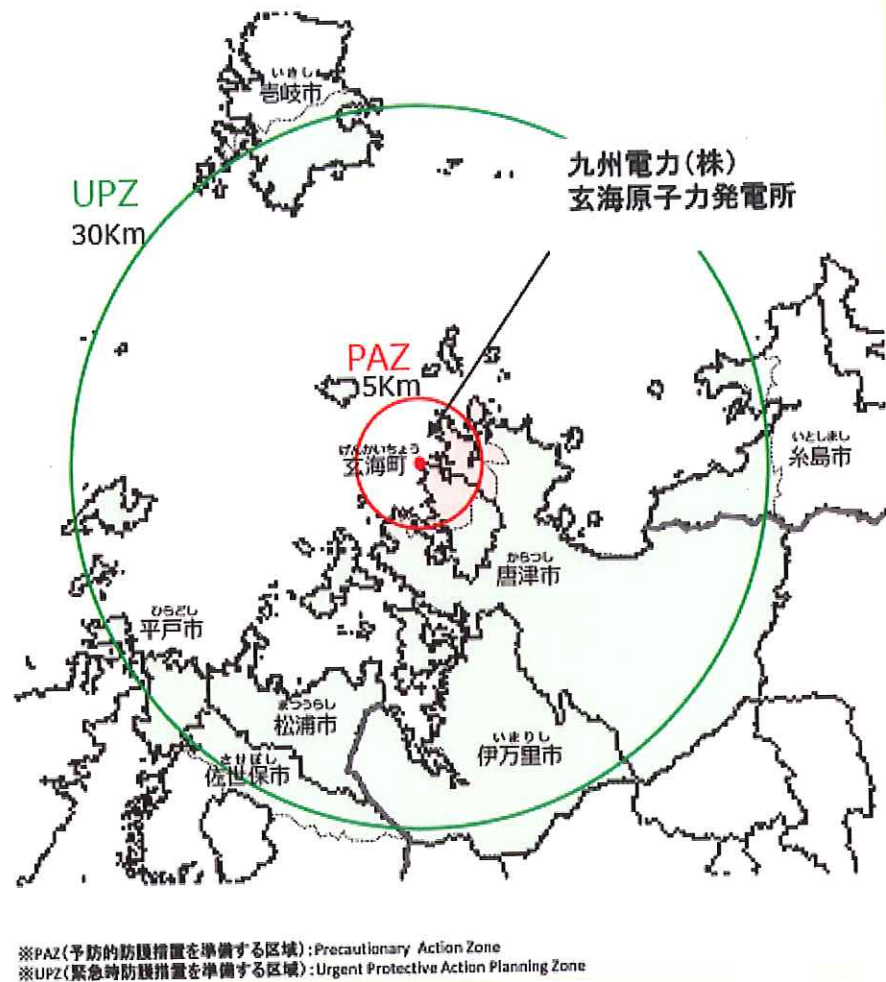 いきし
壱岐市
九州電力(株)
玄海原子力発電所
UPZ
30Km
PAZ
5Km
げんかいちょう
玄海町
いとしまし
糸島市
からつし
唐津市
ひらどし
平戸市
まつうらし
松浦市
いまりし
伊万里市
させぼし
佐世保市
※PAZ(予防的防護措置を準備する区域):Precautionary Action Zone
※UPZ(緊急時防護措置を準備する区域):Urgent Protective Action Planning Zone